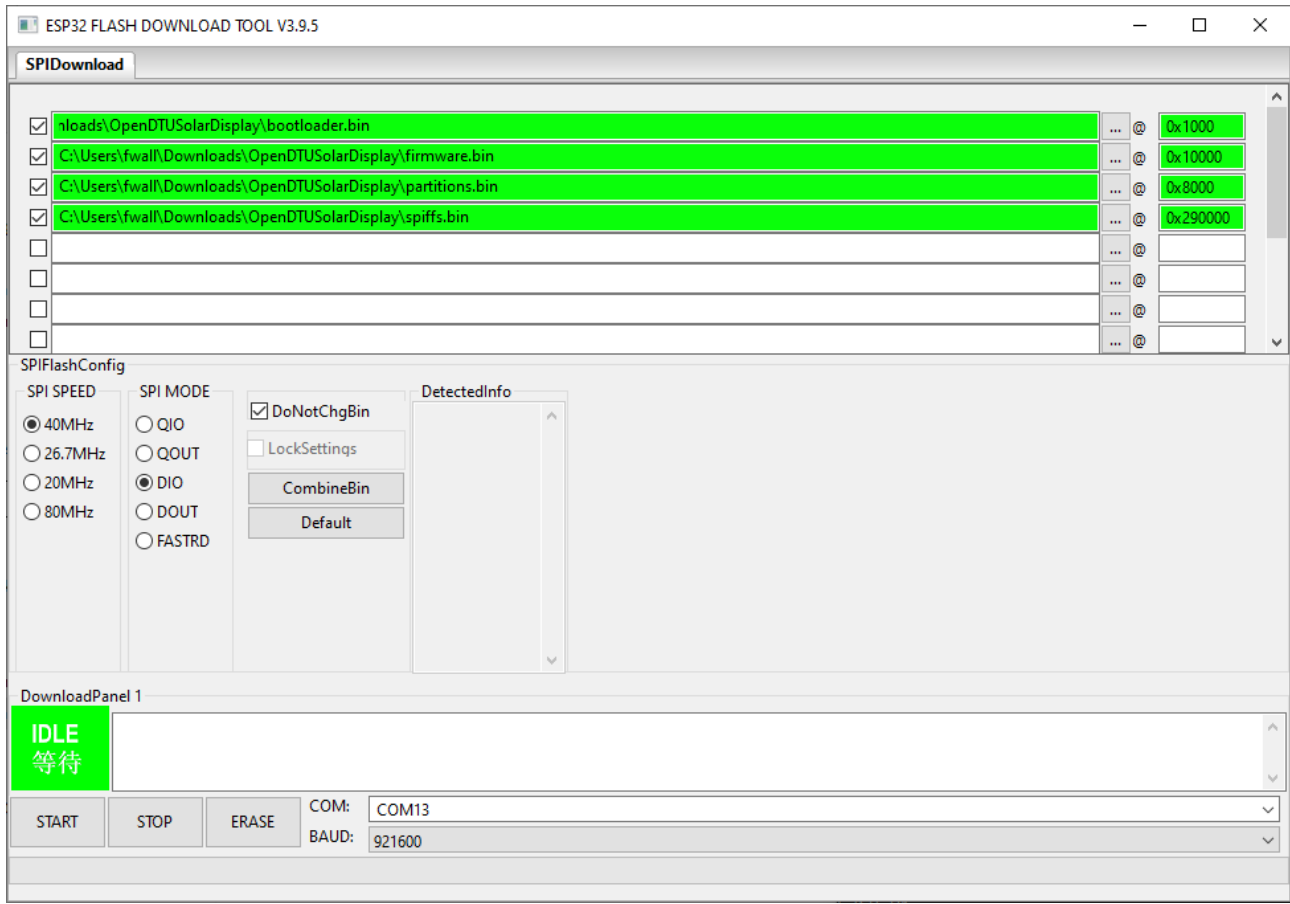 ESP32 FLASH DOWNLOAD TOOL V3.9.5
SPIDownload
nloads\OpenDTUSolarDisplay\bootloader.bin ... @ 0x1000
C:\Users\fwall\Downloads\OpenDTUSolarDisplay\firmware.bin ... @ 0x10000
C:\Users\fwall\Downloads\OpenDTUSolarDisplay\partitions.bin ... @ 0x8000
C:\Users\fwall\Downloads\OpenDTUSolarDisplay\spiffs.bin ... @ 0x290000
... @
... @
... @
... @
SPIFlashConfig
SPI SPEED
40MHz
26.7MHz
20MHz
80MHz
SPI MODE
QIO
QOUT
DIO
DOUT
FASTRD
DoNotChgBin
LockSettings
CombineBin
Default
DetectedInfo
DownloadPanel 1
IDLE
等待
START STOP ERASE
COM: COM13
BAUD: 921600